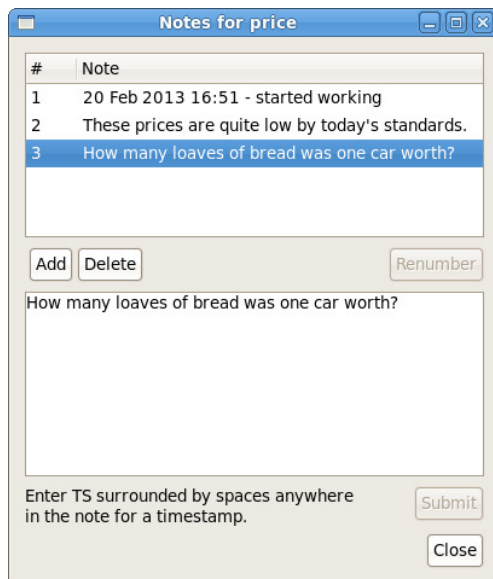 Notes for price
# Note
1 20 Feb 2013 16:51 - started working
2 These prices are quite low by today's standards.
3 How many loaves of bread was one car worth?
Add Delete Renumber
How many loaves of bread was one car worth?
Enter TS surrounded by spaces anywhere
in the note for a timestamp.
Submit
Close